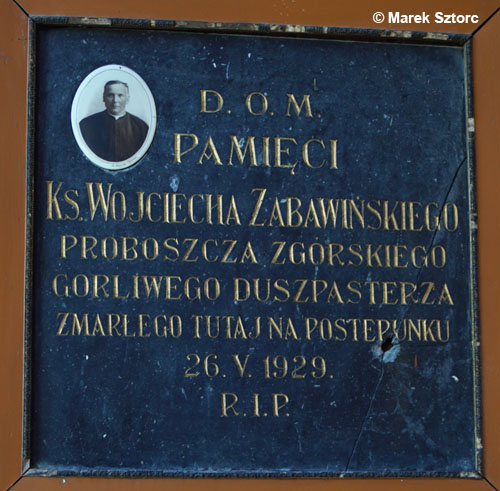 © Marek Sztorc
D. O. M.
PAMIĘCI
KS. WOJCIECHA ZABAWIŃSKIEGO
PROBOSZCZA ZGÓRSKIEGO
GORLIWEGO DUSZPASTERZA
ZMARŁEGO TUTAJ NA POSTERUNKU
26. V. 1929.
R. I. P.